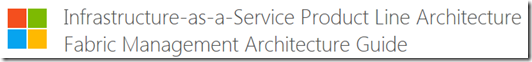 Infrastructure-as-a-Service Product Line Architecture
Fabric Management Architecture Guide